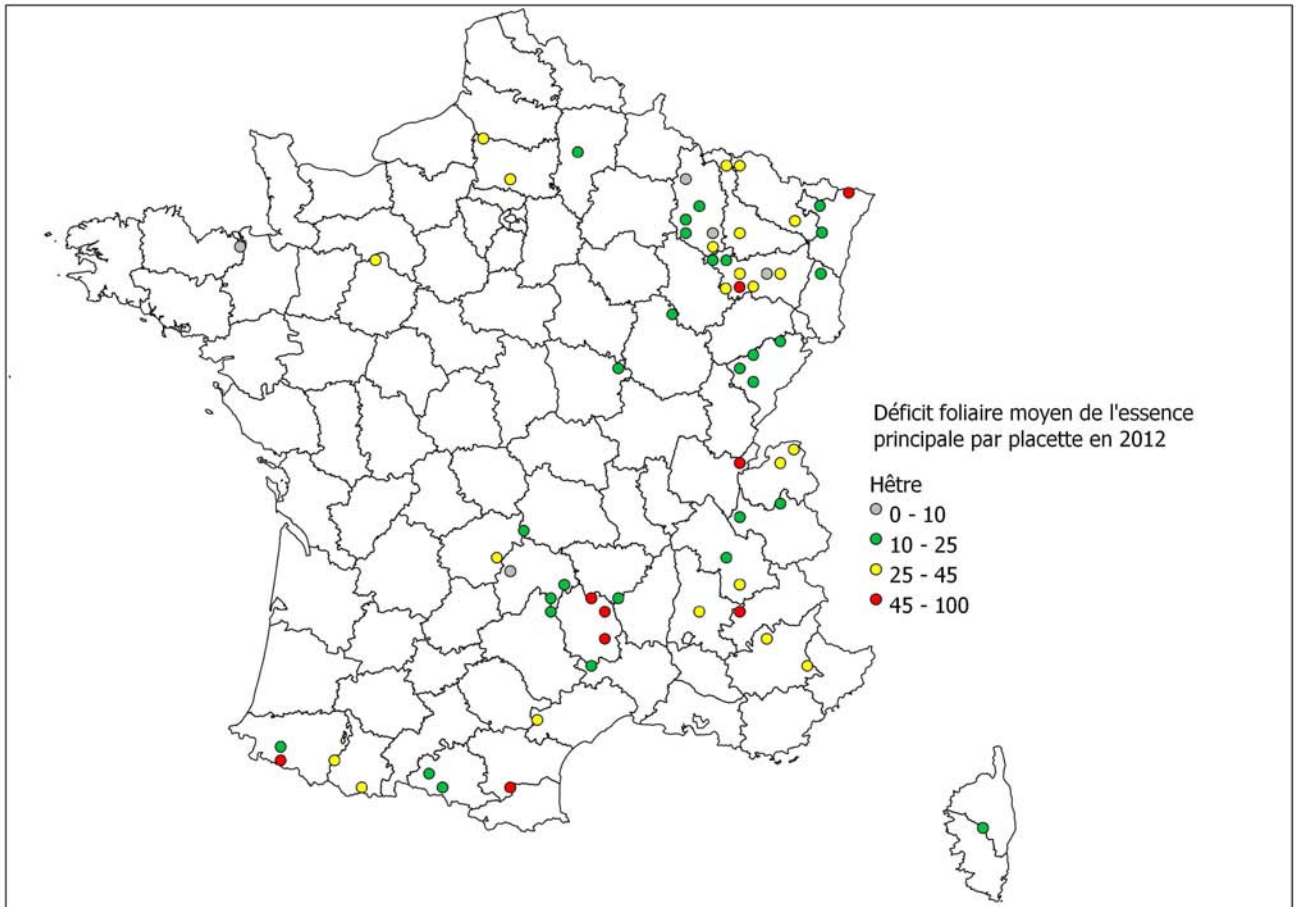 Déficit foliaire moyen de l'essence
principale par placette en 2012
Hêtre
0 - 10
10 - 25
25 - 45
45 - 100